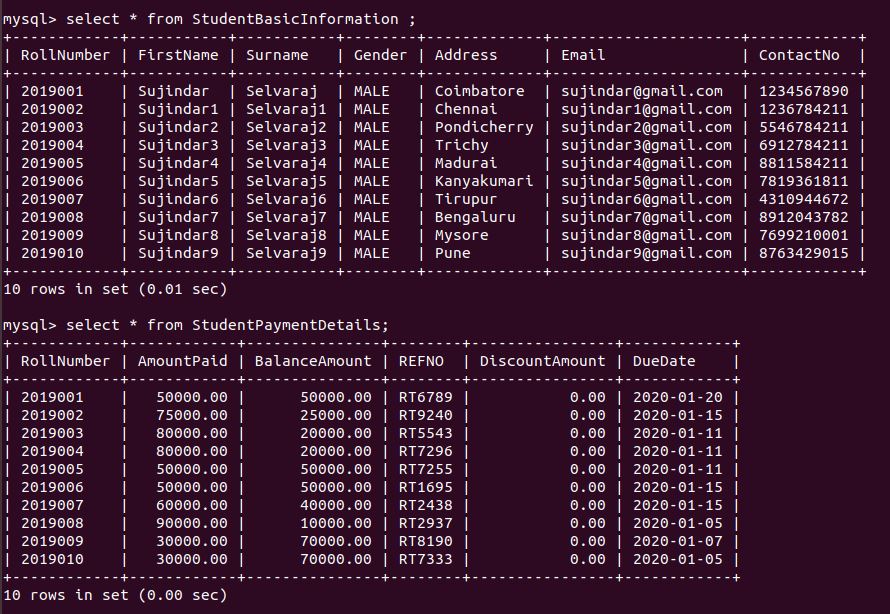 mysql> select * from StudentBasicInformation ;
+------------+-----------+-----------+--------+-------------+---------------------+------------+
| RollNumber | FirstName | Surname   | Gender | Address     | Email               | ContactNo  |
+------------+-----------+-----------+--------+-------------+---------------------+------------+
| 2019001    | Sujindar  | Selvaraj  | MALE   | Coimbatore  | sujindar@gmail.com  | 1234567890 |
| 2019002    | Sujindar1 | Selvaraj1 | MALE   | Chennai     | sujindar1@gmail.com | 1236784211 |
| 2019003    | Sujindar2 | Selvaraj2 | MALE   | Pondicherry | sujindar2@gmail.com | 5546784211 |
| 2019004    | Sujindar3 | Selvaraj3 | MALE   | Trichy      | sujindar3@gmail.com | 6912784211 |
| 2019005    | Sujindar4 | Selvaraj4 | MALE   | Madurai     | sujindar4@gmail.com | 8811584211 |
| 2019006    | Sujindar5 | Selvaraj5 | MALE   | Kanyakumari | sujindar5@gmail.com | 7819361811 |
| 2019007    | Sujindar6 | Selvaraj6 | MALE   | Tirupur     | sujindar6@gmail.com | 4310944672 |
| 2019008    | Sujindar7 | Selvaraj7 | MALE   | Bengaluru   | sujindar7@gmail.com | 8912043782 |
| 2019009    | Sujindar8 | Selvaraj8 | MALE   | Mysore      | sujindar8@gmail.com | 7699210001 |
| 2019010    | Sujindar9 | Selvaraj9 | MALE   | Pune        | sujindar9@gmail.com | 8763429015 |
+------------+-----------+-----------+--------+-------------+---------------------+------------+
10 rows in set (0.01 sec)
mysql> select * from StudentPaymentDetails;
+------------+------------+---------------+--------+----------------+------------+
| RollNumber | AmountPaid | BalanceAmount | REFNO  | DiscountAmount | DueDate    |
+------------+------------+---------------+--------+----------------+------------+
| 2019001    |   50000.00 |      50000.00 | RT6789 |           0.00 | 2020-01-20 |
| 2019002    |   75000.00 |      25000.00 | RT9240 |           0.00 | 2020-01-15 |
| 2019003    |   80000.00 |      20000.00 | RT5543 |           0.00 | 2020-01-11 |
| 2019004    |   80000.00 |      20000.00 | RT7296 |           0.00 | 2020-01-11 |
| 2019005    |   50000.00 |      50000.00 | RT7255 |           0.00 | 2020-01-11 |
| 2019006    |   50000.00 |      50000.00 | RT1695 |           0.00 | 2020-01-15 |
| 2019007    |   60000.00 |      40000.00 | RT2438 |           0.00 | 2020-01-15 |
| 2019008    |   90000.00 |      10000.00 | RT2937 |           0.00 | 2020-01-05 |
| 2019009    |   30000.00 |      70000.00 | RT8190 |           0.00 | 2020-01-07 |
| 2019010    |   30000.00 |      70000.00 | RT7333 |           0.00 | 2020-01-05 |
+------------+------------+---------------+--------+----------------+------------+
10 rows in set (0.00 sec)